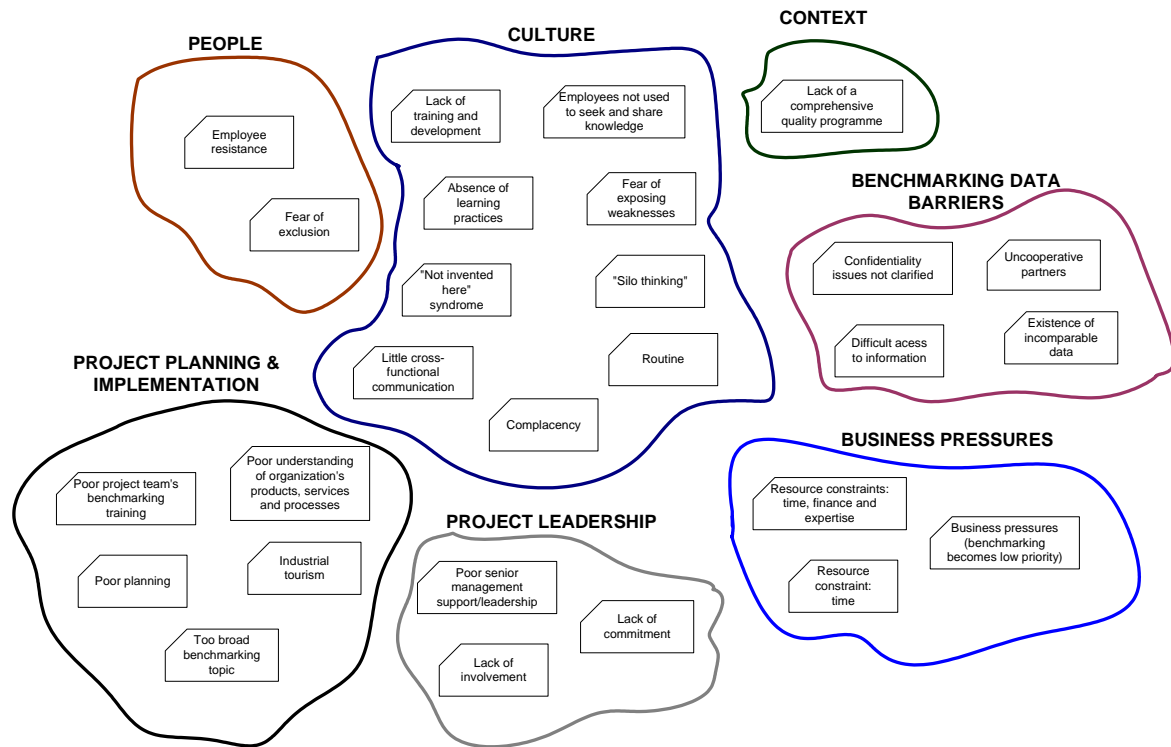 PEOPLE
Employee
resistance
Fear of
exclusion
CULTURE
Lack of
training and
development
Employees not used
to seek and share
knowledge
Absence of
learning
practices
Fear of
exposing
weaknesses
"Not invented
here"
syndrome
"Silo thinking"
Little cross-
functional
communication
Routine
Complacency
CONTEXT
Lack of a
comprehensive
quality programme
BENCHMARKING DATA
BARRIERS
Confidentiality
issues not clarified
Uncooperative
partners
Difficult acess
to information
Existence of
incomparable
data
PROJECT PLANNING &
IMPLEMENTATION
Poor project team's
benchmarking
training
Poor understanding
of organization's
products, services
and processes
Poor planning
Industrial
tourism
Too broad
benchmarking
topic
PROJECT LEADERSHIP
Poor senior
management
support/leadership
Lack of
commitment
Lack of
involvement
BUSINESS PRESSURES
Resource constraints:
time, finance and
expertise
Business pressures
(benchmarking
becomes low priority)
Resource
constraint:
time